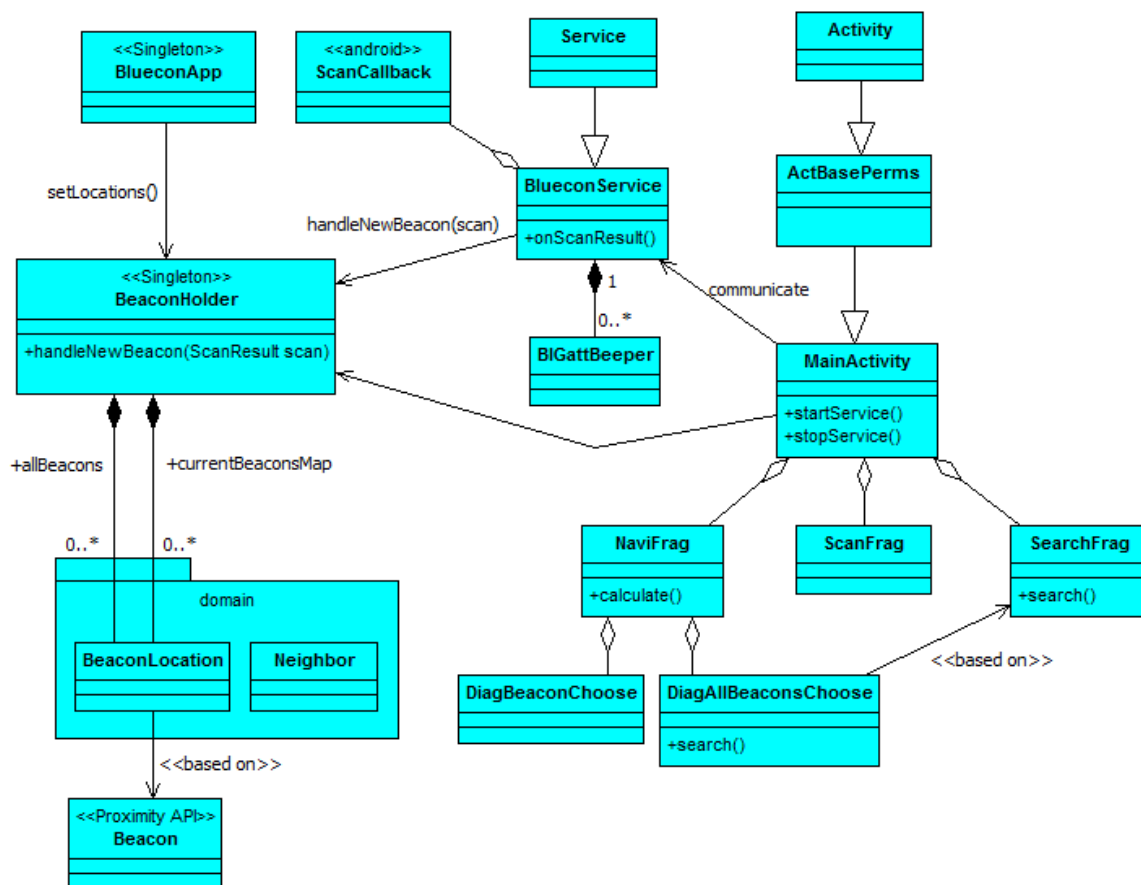 <<Singleton>>
BlueconApp
<<android>>
ScanCallback
Service
Activity
setLocations()
handleNewBeacon(scan)
BlueconService
+onScanResult()
ActBasePerms
<<Singleton>>
BeaconHolder
+handleNewBeacon(ScanResult scan)
1
0..*
communicate
BlGattBeeper
MainActivity
+startService()
+stopService()
+allBeacons
+currentBeaconsMap
0..*
0..*
domain
BeaconLocation
Neighbor
NaviFrag
+calculate()
ScanFrag
SearchFrag
+search()
<<based on>>
DiagBeaconChoose
DiagAllBeaconsChoose
+search()
<<based on>>
<<Proximity API>>
Beacon